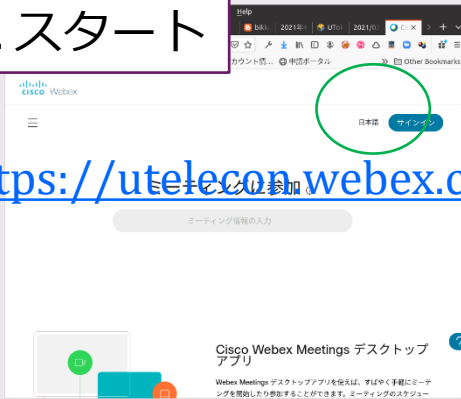 スタート
Help
2021年
UTol
2021/0
アカウント情... 申請ポータル
Other Bookmarks
CISCO Webex
日本語 サインイン
ttps://utelecon.webex.c
ミーティングに参加
ミーティング情報の入力
Cisco Webex Meetings デスクトップ
アプリ
Webex Meetings デスクトップアプリを使えば、すばやく手軽にミーテ
ィングを開始したり参加することができます。ミーティングのスケジュー